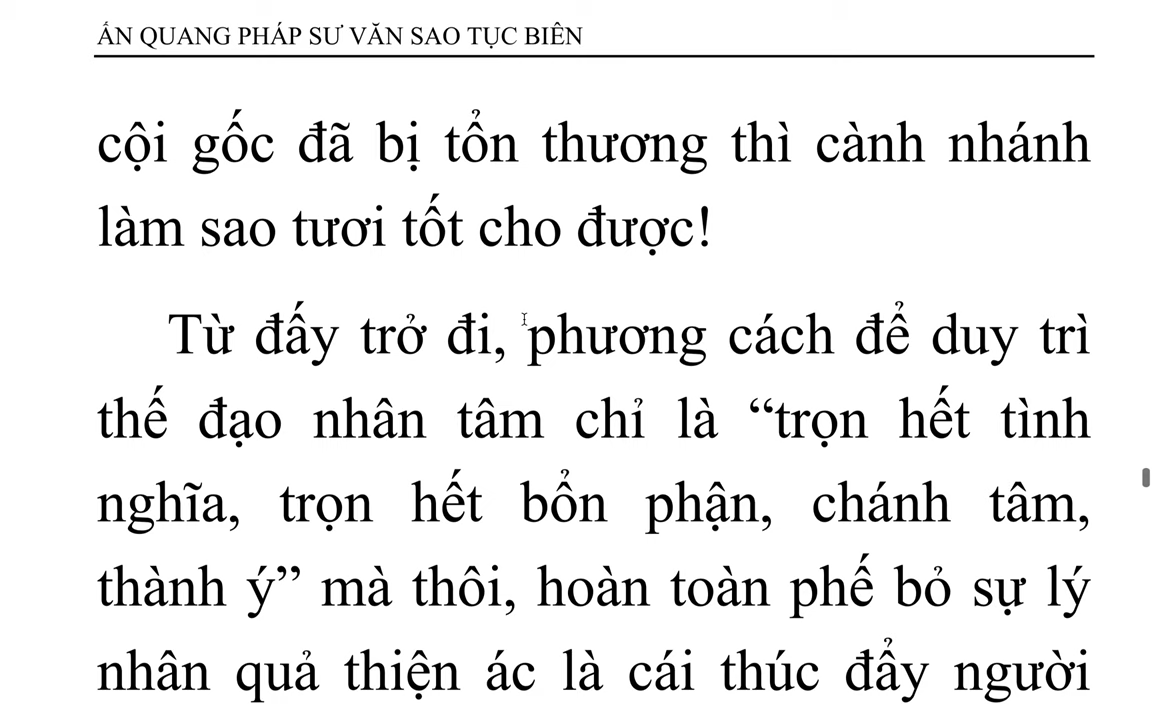 ẤN QUANG PHÁP SƯ VĂN SAO TỤC BIÊN
cội gốc đã bị tổn thương thì cành nhánh
làm sao tươi tốt cho được!
Từ đấy trở đi, phương cách để duy trì
thế đạo nhân tâm chỉ là “trọn hết tình
nghĩa, trọn hết bổn phận, chánh tâm,
thành ý” mà thôi, hoàn toàn phế bỏ sự lý
nhân quả thiện ác là cái thúc đẩy người